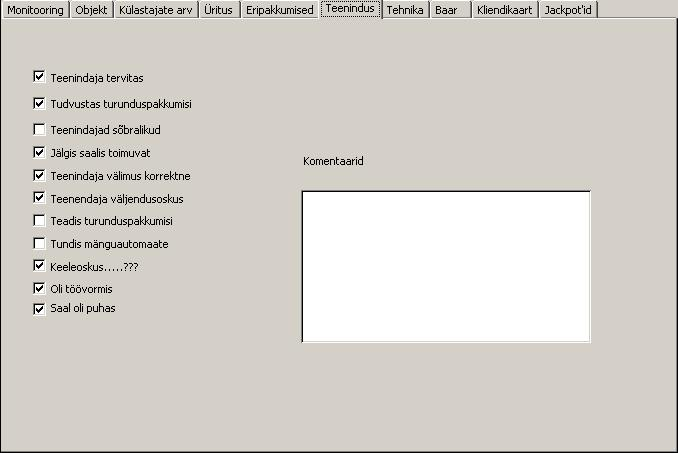 Monitooring Objekt Külastajate arv Üritus Eripakkumised Teenindus Tehnika Baar Kliendikaart Jackpot'id
Teenindaja tervitas
Tudvustas turunduspakkumisi
Teenindajad sõbralikud
Jälgis saalis toimuvat
Teenindaja välimus korrektne
Teenendaja väljendusoskus
Teadis turunduspakkumisi
Tundis mänguautomaate
Keeleoskus.....???
Oli töövormis
Saal oli puhas
Komentaarid